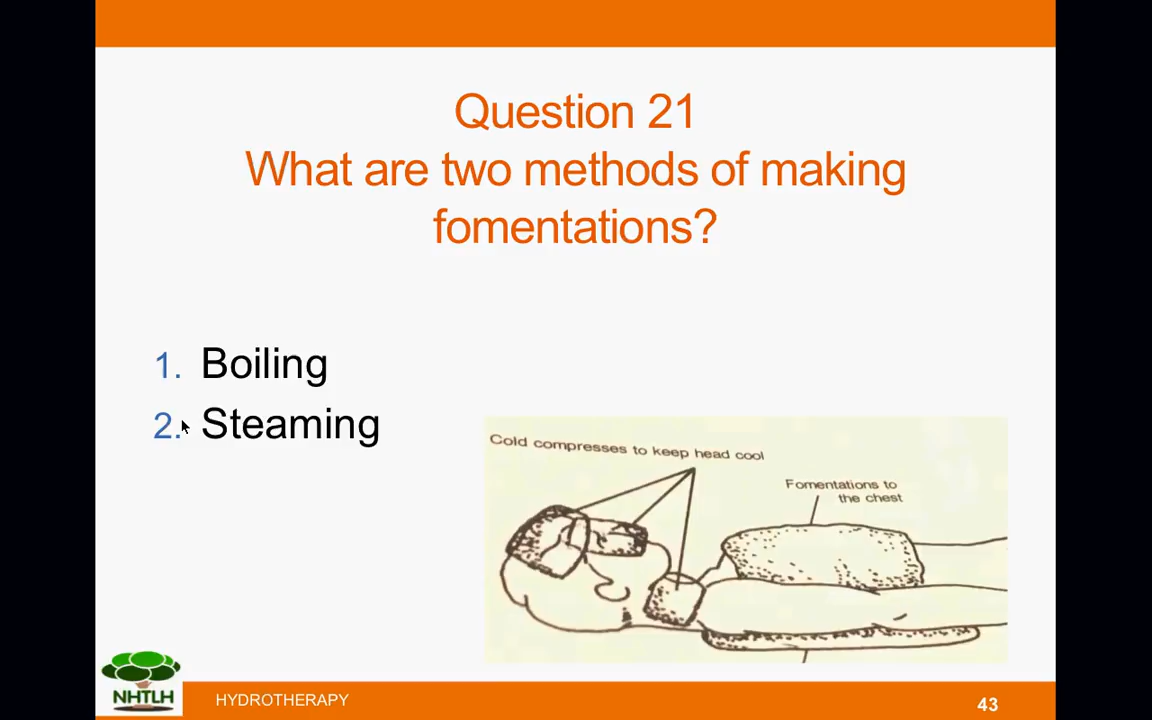 Question 21
What are two methods of making
fomentations?
1. Boiling
2. Steaming
Cold compresses to keep head cool
Fomentations to
the chest
NHTLH
HYDROTHERAPY
43